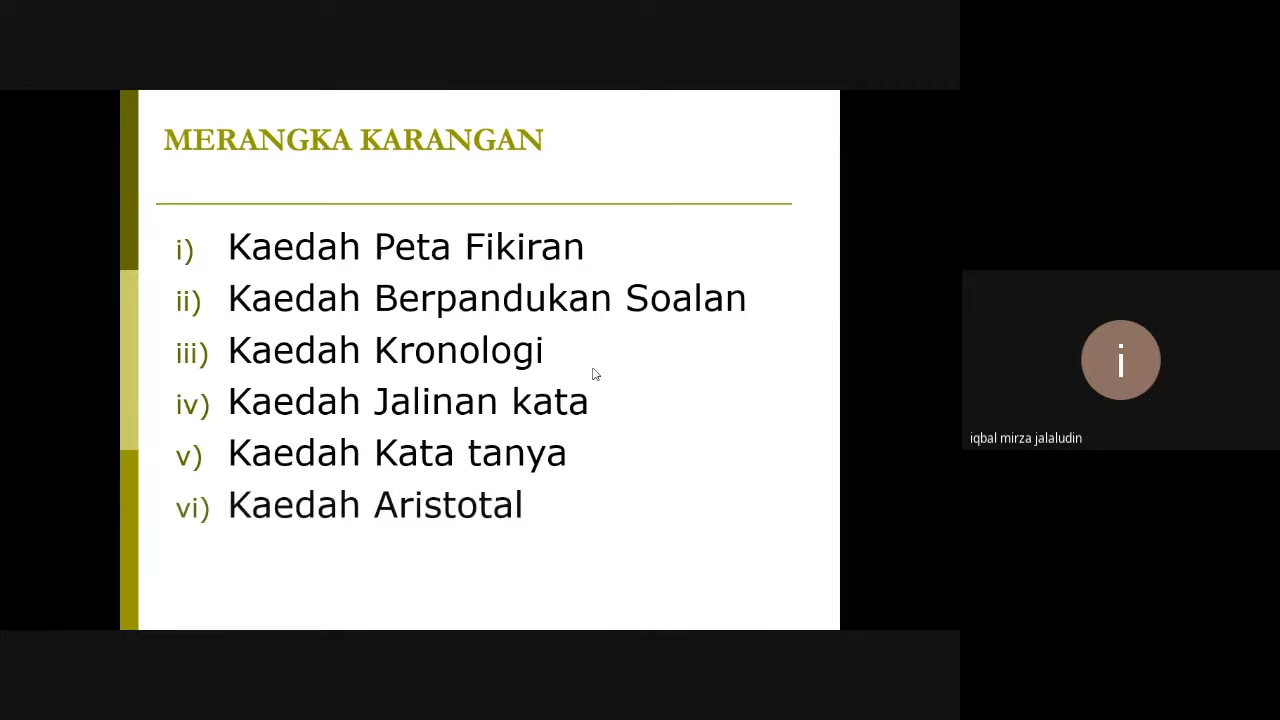 MERANGKA KARANGAN
i) Kaedah Peta Fikiran
ii) Kaedah Berpandukan Soalan
iii) Kaedah Kronologi
iv) Kaedah Jalinan kata
v) Kaedah Kata tanya
vi) Kaedah Aristotal
i
iqbal mirza jalaludin